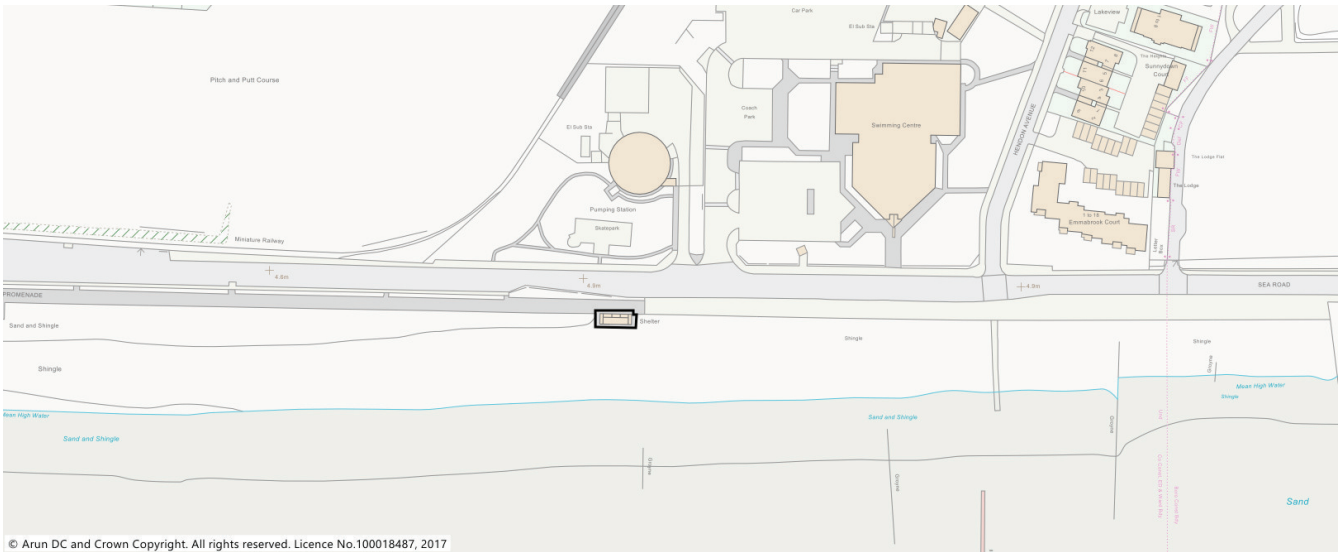 Car Park
El Sub Sta
Lakeview
Sunnydown
Court
Pitch and Putt Course
Coach
Park
Swimming Centre
HENDON AVENUE
El Sub Sta
The Lodge Flat
The Lodge
Pumping Station
1 to 18
Emmabrook Court
Skatepark
Miniature Railway
4.8m
4.9m
4.9m
SEA ROAD
PROMENADE
Sand and Shingle
Shelter
Shingle
Shingle
Shingle
Groyne
Mean High Water
Shingle
Mean High Water
Sand and Shingle
Sand and Shingle
Groyne
Groyne
Groyne
Sand
© Arun DC and Crown Copyright. All rights reserved. Licence No.100018487, 2017